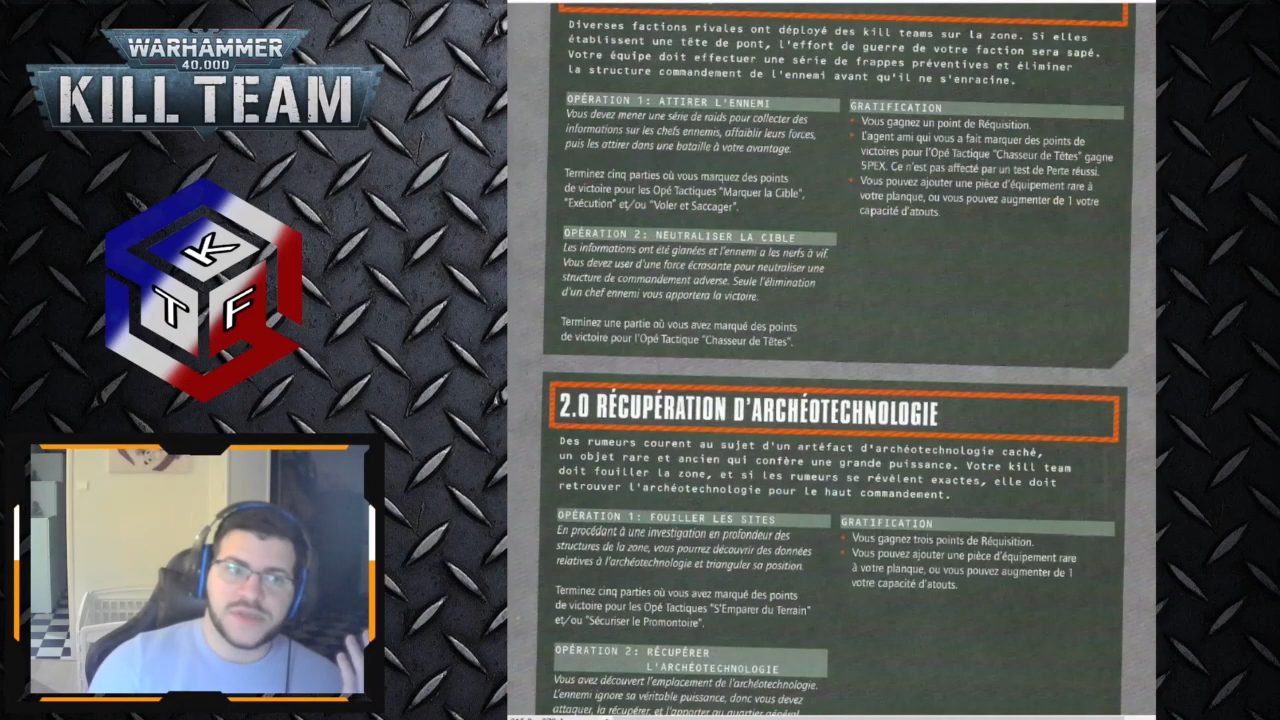 WARHAMMER
40,000
KILL TEAM
K
T
F
Diverses factions rivales ont déployé des kill teams sur la zone. Si elles
établissent une tête de pont, l'effort de guerre de votre faction sera sapé.
Votre équipe doit effectuer une série de frappes préventives et éliminer
la structure commandement de l'ennemi avant qu'il ne s'enracine.
OPÉRATION 1: ATTIRER L'ENNEMI
Vous devez mener une série de raids pour collecter des
informations sur les chefs ennemis, affaiblir leurs forces,
puis les attirer dans une bataille à votre avantage.
Terminez cinq parties où vous marquez des points
de victoire pour les Opé Tactiques "Marquer la Cible",
"Exécution" et/ou "Voler et Saccager".
OPÉRATION 2: NEUTRALISER LA CIBLE
Les informations ont été glanées et l'ennemi a les nerfs à vif.
Vous devez user d'une force écrasante pour neutraliser une
structure de commandement adverse. Seule l'élimination
d'un chef ennemi vous apportera la victoire.
Terminez une partie où vous avez marqué des points
de victoire pour l'Opé Tactique "Chasseur de Têtes".
GRATIFICATION
• Vous gagnez un point de Réquisition.
• L'agent ami qui vous a fait marquer des points de
victoires pour l'Opé Tactique "Chasseur de Têtes" gagne
5PEX. Ce n'est pas affecté par un test de Perte réussi.
• Vous pouvez ajouter une pièce d'équipement rare à
votre planque, ou vous pouvez augmenter de 1 votre
capacité d'atouts.
2.0 RÉCUPÉRATION D'ARCHÉOTECHNOLOGIE
Des rumeurs courent au sujet d'un artéfact d'archéotechnologie caché,
un objet rare et ancien qui confère une grande puissance. Votre kill team
doit fouiller la zone, et si les rumeurs se révèlent exactes, elle doit
retrouver l'archéotechnologie pour le haut commandement.
OPÉRATION 1: FOUILLER LES SITES
En procédant à une investigation en profondeur des
structures de la zone, vous pourrez découvrir des données
relatives à l'archéotechnologie et trianguler sa position.
Terminez cinq parties où vous marquez des points
de victoire pour les Opé Tactiques "S'Emparer du Terrain"
et/ou "Sécuriser le Promontoire".
OPÉRATION 2: RÉCUPÉRER
L'ARCHÉOTECHNOLOGIE
Vous avez découvert l'emplacement de l'archéotechnologie.
L'ennemi ignore sa véritable puissance, donc vous devez
attaquer, la récupérer, et l'apporter au quartier général
GRATIFICATION
• Vous gagnez trois points de Réquisition.
• Vous pouvez ajouter une pièce d'équipement rare
à votre planque, ou vous pouvez augmenter de 1
votre capacité d'atouts.